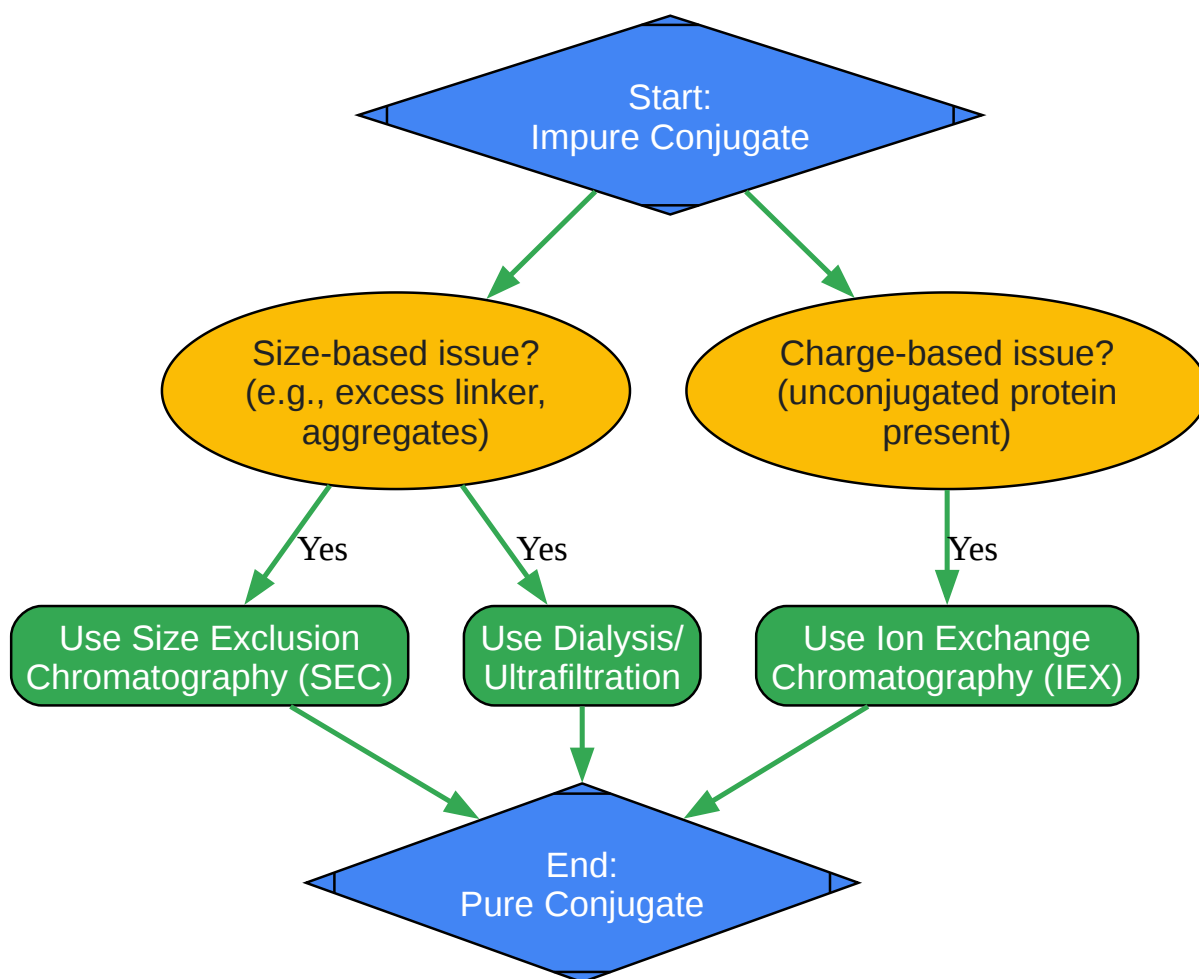 Start:
Impure Conjugate
Size-based issue?
(e.g., excess linker,
aggregates)
Charge-based issue?
(unconjugated protein
present)
Yes
Yes
Yes
Use Size Exclusion
Chromatography (SEC)
Use Dialysis/
Ultrafiltration
Use Ion Exchange
Chromatography (IEX)
End:
Pure Conjugate